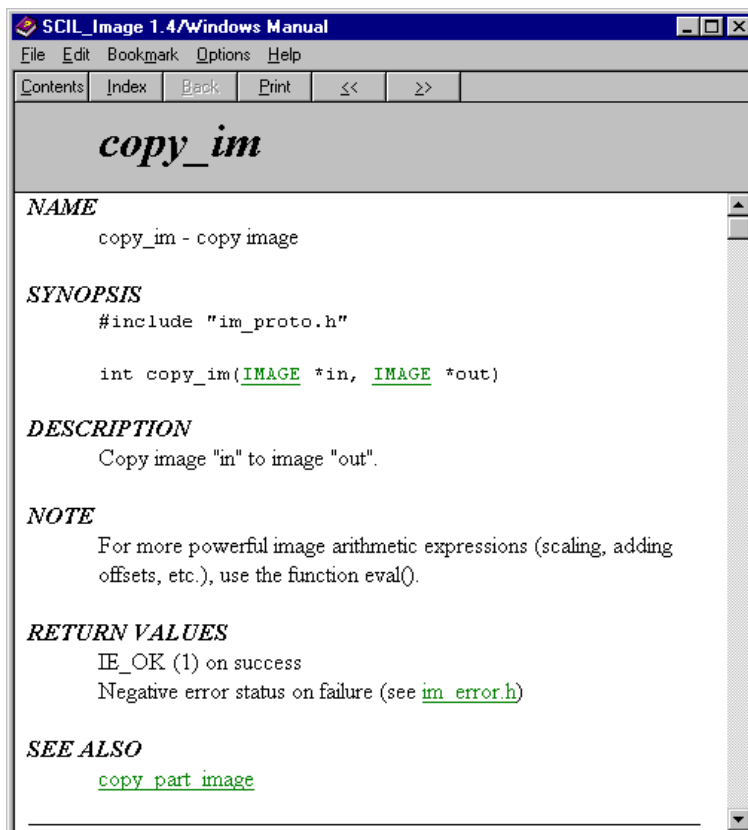 SCIL_Image 1.4/Windows Manual
File Edit Bookmark Options Help
Contents Index Back Print << >>
copy_im
NAME
copy_im - copy image
SYNOPSIS
#include "im_proto.h"
int copy_im(IMAGE *in, IMAGE *out)
DESCRIPTION
Copy image "in" to image "out".
NOTE
For more powerful image arithmetic expressions (scaling, adding
offsets, etc.), use the function eval().
RETURN VALUES
IE_OK (1) on success
Negative error status on failure (see im_error.h)
SEE ALSO
copy_part_image